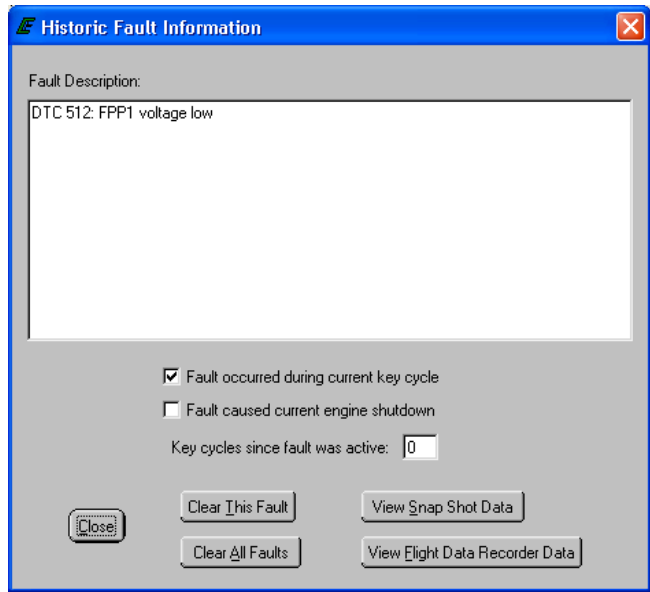 E Historic Fault Information
Fault Description:
DTC 512: FPP1 voltage low
Fault occurred during current key cycle
Fault caused current engine shutdown
Key cycles since fault was active: 0
Clear This Fault
View Snap Shot Data
Close
Clear All Faults
View Flight Data Recorder Data